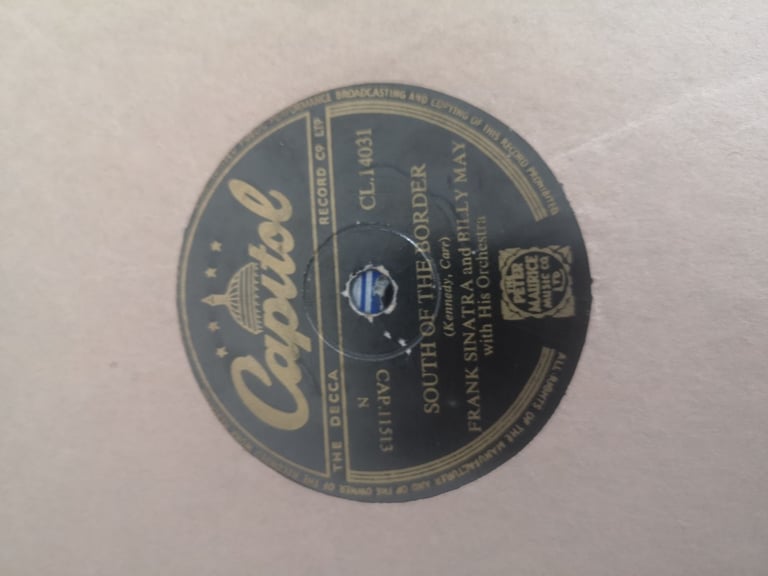 ALL RIGHTS OF THE MANUFACTURER AND OF THE OWNER OF THE RECORDED WORK
PERFORMANCE BROADCASTING AND COPYING OF THIS RECORD PROHIBITED
Capitol
THE DECCA RECORD CO LTD
CAP.11513 CL.14031
N
SOUTH OF THE BORDER
(Kennedy, Carr)
FRANK SINATRA and BILLY MAY
with His Orchestra
THE
PETER
MAURICE
MUSIC CO
LTD